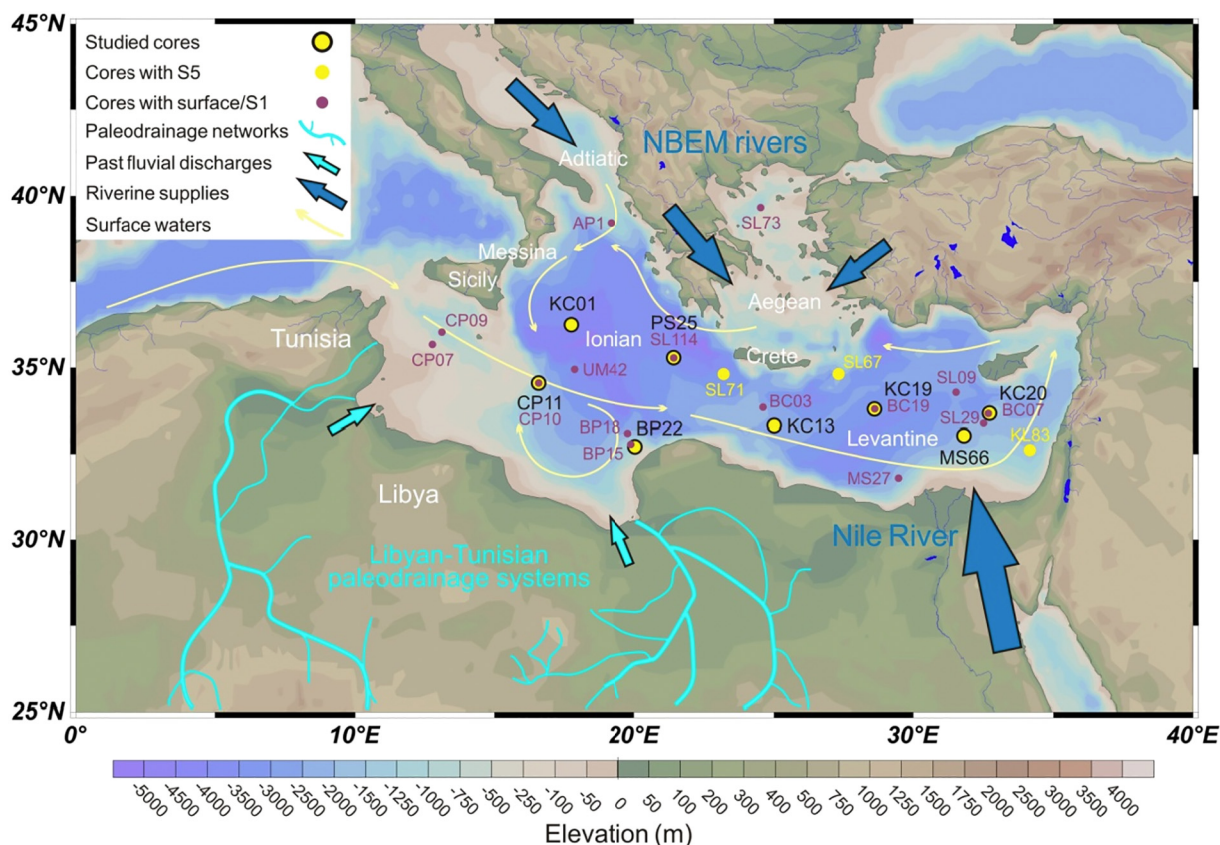 45°N
40°N
35°N
30°N
25°N
Studied cores
Cores with S5
Cores with surface/S1
Paleodrainage networks
Past fluvial discharges
Riverine supplies
Surface waters
NBEM rivers
Adtiatic
AP1
SL73
Messina
Sicily
Aegean
KC01
PS25
CP09
Ionian
SL114
Tunisia
CP07
Crete
SL67
UM42
SL71
SL09
KC20
CP11
BC03
KC19
BC19
BC07
CP10
BP18
BP22
KC13
SL29
BP15
Levantine
MS66
KL83
MS27
Libya
Nile River
Libyan-Tunisian
paleodrainage systems
0°
10°E
20°E
30°E
40°E
-5000 -4500 -4000 -3500 -3000 -2500 -2000 -1500 -1250 -1000 -750 -500 -250 0 50 100 200 500 750 1000 1250 1500 1750 2000 2500 3000 3500 4000
Elevation (m)